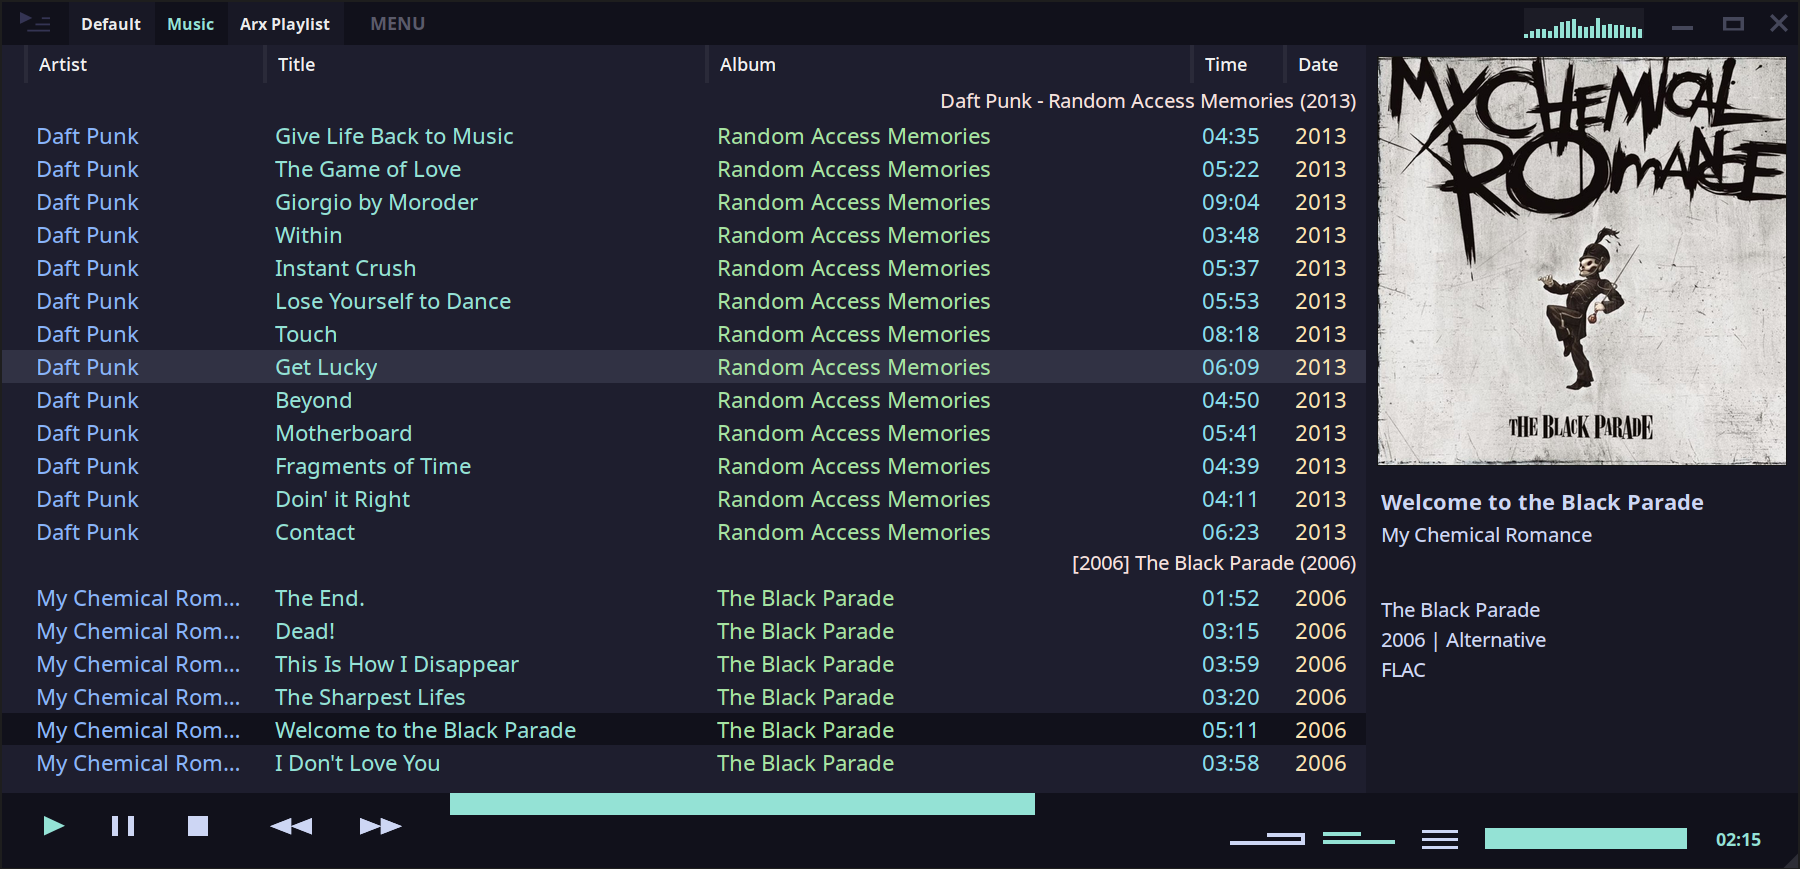 Default Music Arx Playlist MENU
Artist Title Album Time Date
Daft Punk - Random Access Memories (2013)
Daft Punk Give Life Back to Music Random Access Memories 04:35 2013
Daft Punk The Game of Love Random Access Memories 05:22 2013
Daft Punk Giorgio by Moroder Random Access Memories 09:04 2013
Daft Punk Within Random Access Memories 03:48 2013
Daft Punk Instant Crush Random Access Memories 05:37 2013
Daft Punk Lose Yourself to Dance Random Access Memories 05:53 2013
Daft Punk Touch Random Access Memories 08:18 2013
Daft Punk Get Lucky Random Access Memories 06:09 2013
Daft Punk Beyond Random Access Memories 04:50 2013
Daft Punk Motherboard Random Access Memories 05:41 2013
Daft Punk Fragments of Time Random Access Memories 04:39 2013
Daft Punk Doin' it Right Random Access Memories 04:11 2013
Daft Punk Contact Random Access Memories 06:23 2013
[2006] The Black Parade (2006)
My Chemical Rom... The End. The Black Parade 01:52 2006
My Chemical Rom... Dead! The Black Parade 03:15 2006
My Chemical Rom... This Is How I Disappear The Black Parade 03:59 2006
My Chemical Rom... The Sharpest Lifes The Black Parade 03:20 2006
My Chemical Rom... Welcome to the Black Parade The Black Parade 05:11 2006
My Chemical Rom... I Don't Love You The Black Parade 03:58 2006
MY CHEMICAL
ROMANCE
THE BLACK PARADE
Welcome to the Black Parade
My Chemical Romance
The Black Parade
2006 | Alternative
FLAC
02:15